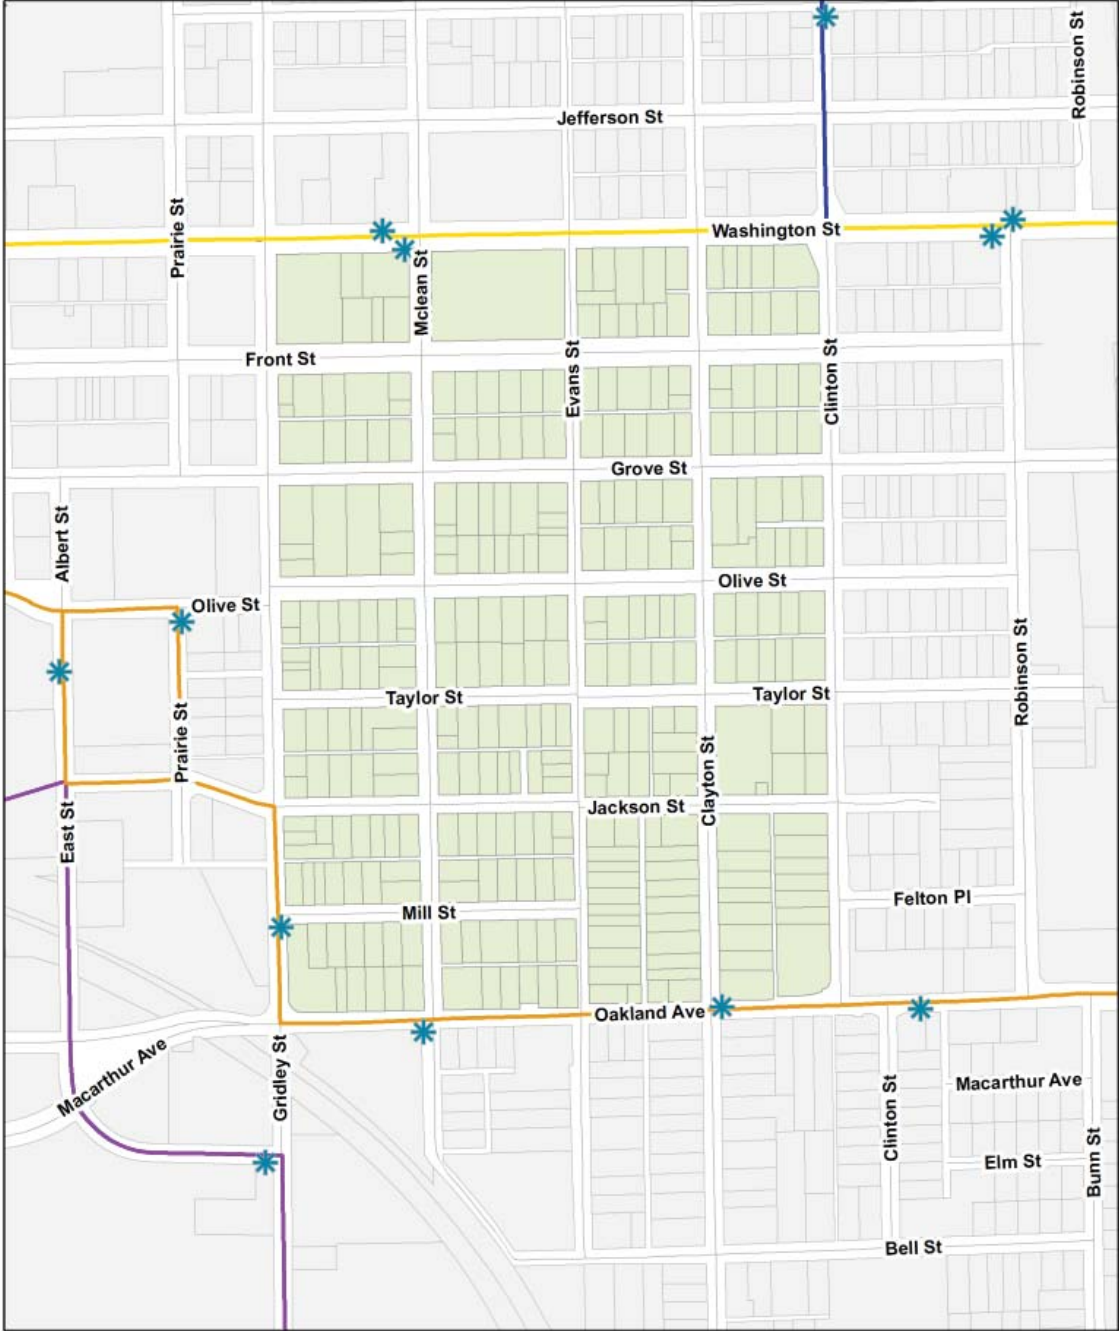 Robinson St
Jefferson St
Prairie St
Washington St
Mclean St
Front St
Evans St
Clinton St
Grove St
Albert St
Olive St
Olive St
Robinson St
Taylor St
Taylor St
Prairie St
Clayton St
Jackson St
East St
Felton Pl
Mill St
Oakland Ave
Macarthur Ave
Gridley St
Macarthur Ave
Clinton St
Elm St
Bunn St
Bell St